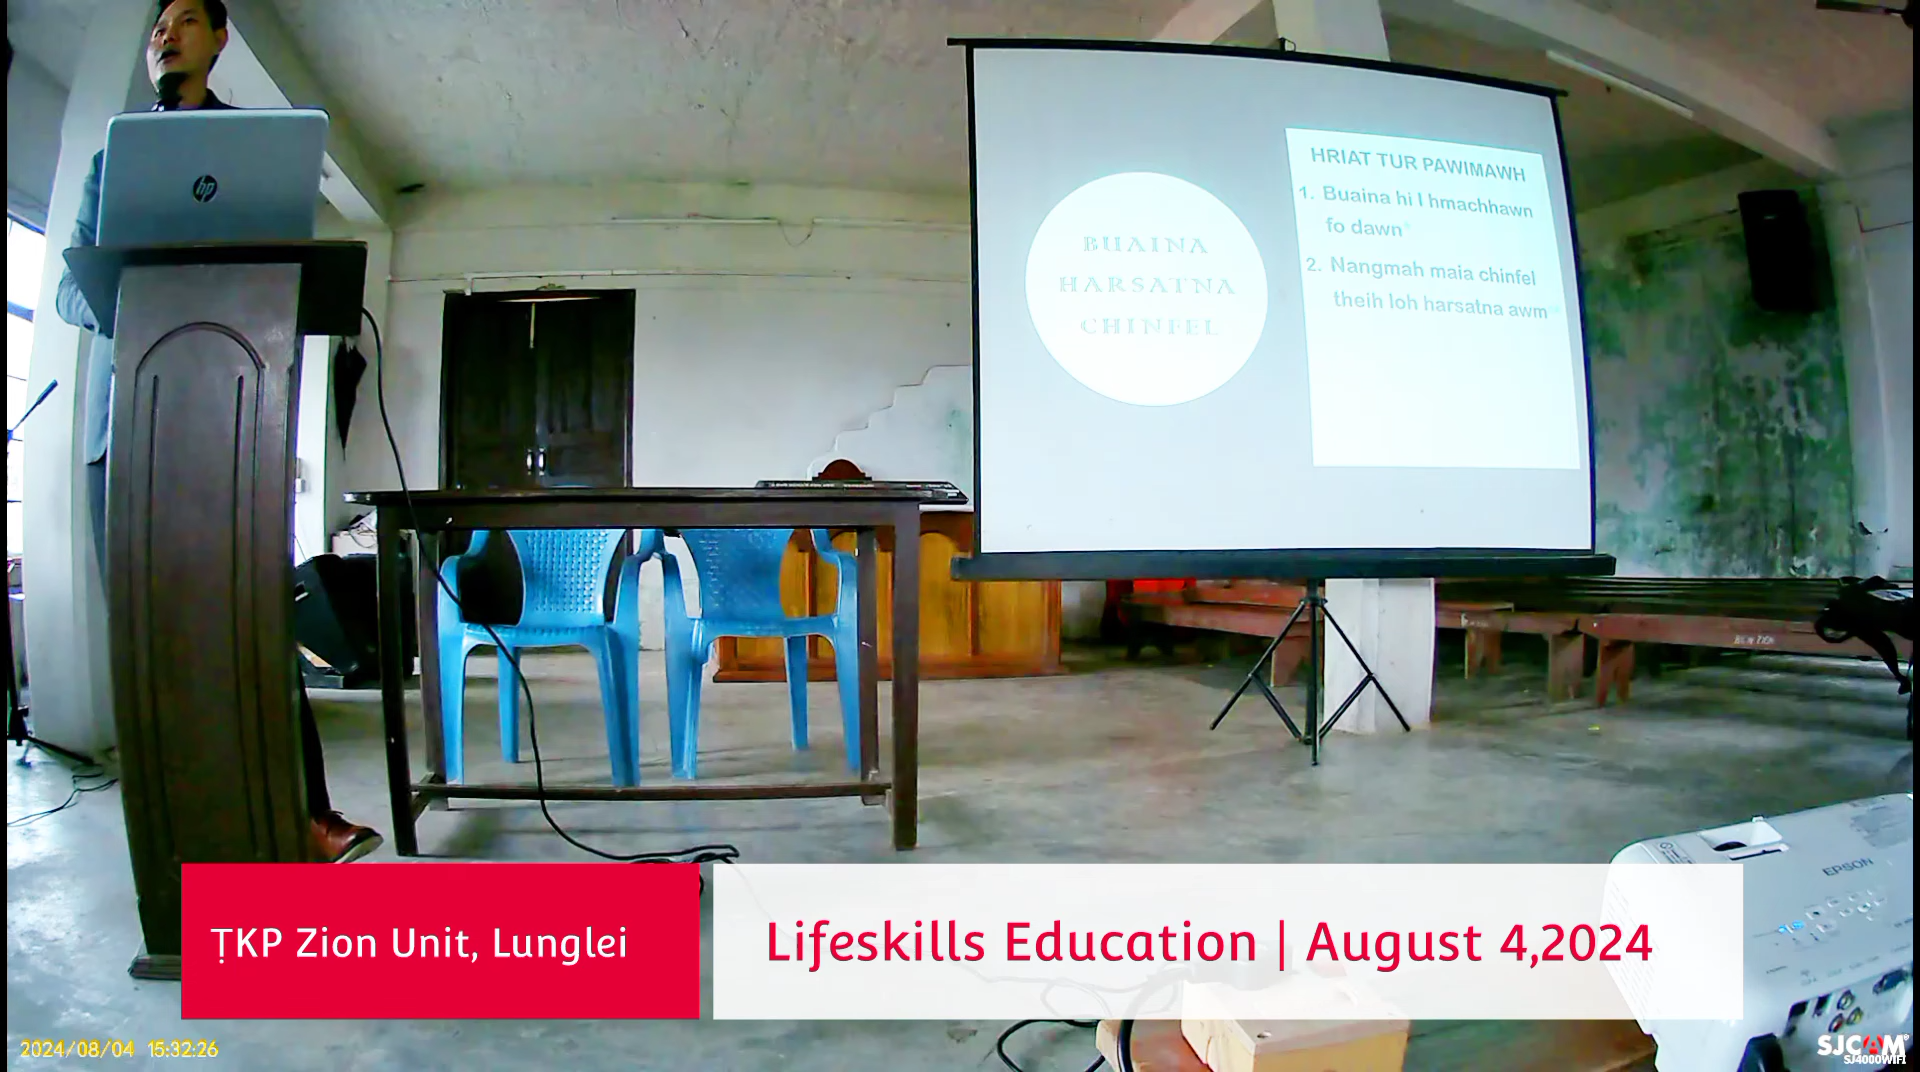 hp
BUAINA
HARSATNA
CHINFEL
HRIAT TUR PAWIMAWH
1. Buaina hi I hmachhawn
fo dawn
2. Nangmah maia chinfel
theih loh harsatna awm
EPSON
ṬKP Zion Unit, Lunglei
Lifeskills Education | August 4,2024
2024/08/04 15:32:26
SJCAM
SJ4000WIFI